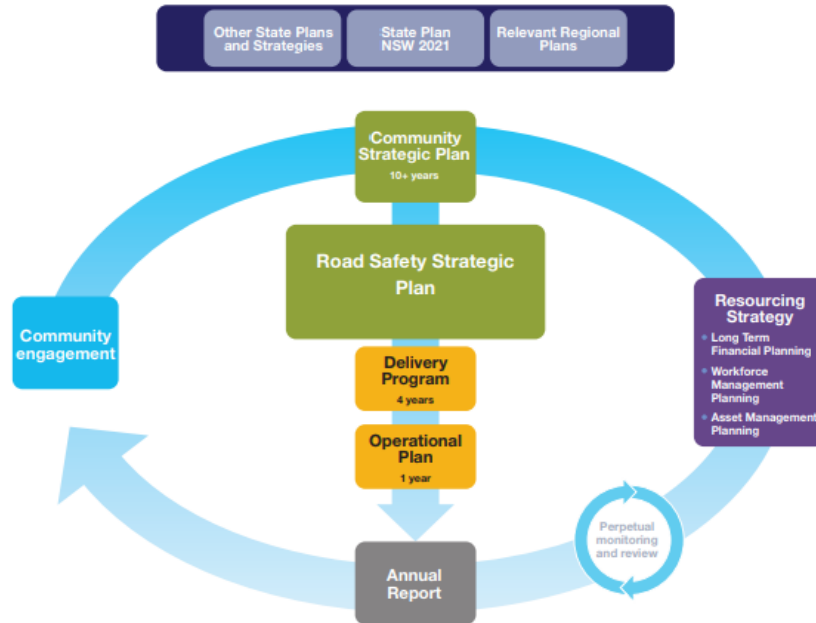 Other State Plans
and Strategies
State Plan
NSW 2021
Relevant Regional
Plans
Community
Strategic Plan
10+ years
Road Safety Strategic
Plan
Community
engagement
Resourcing
Strategy
• Long Term
Financial Planning
• Workforce
Management
Planning
• Asset Management
Planning
Delivery
Program
4 years
Operational
Plan
1 year
Perpetual
monitoring
and review
Annual
Report